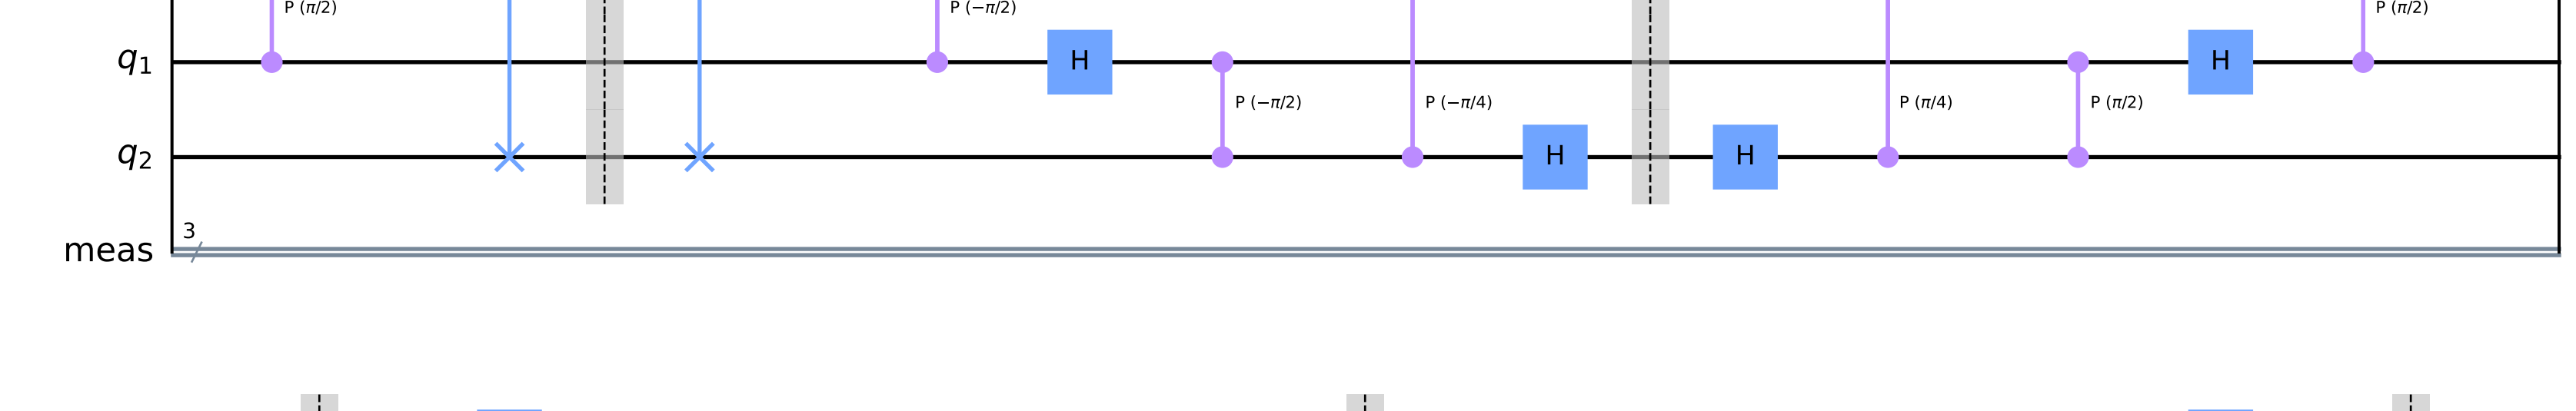 P (π/2) P (−π/2) P (π/2)
q₁ H H
P (−π/2) P (−π/4) P (π/4) P (π/2)
q₂ H H
3
meas